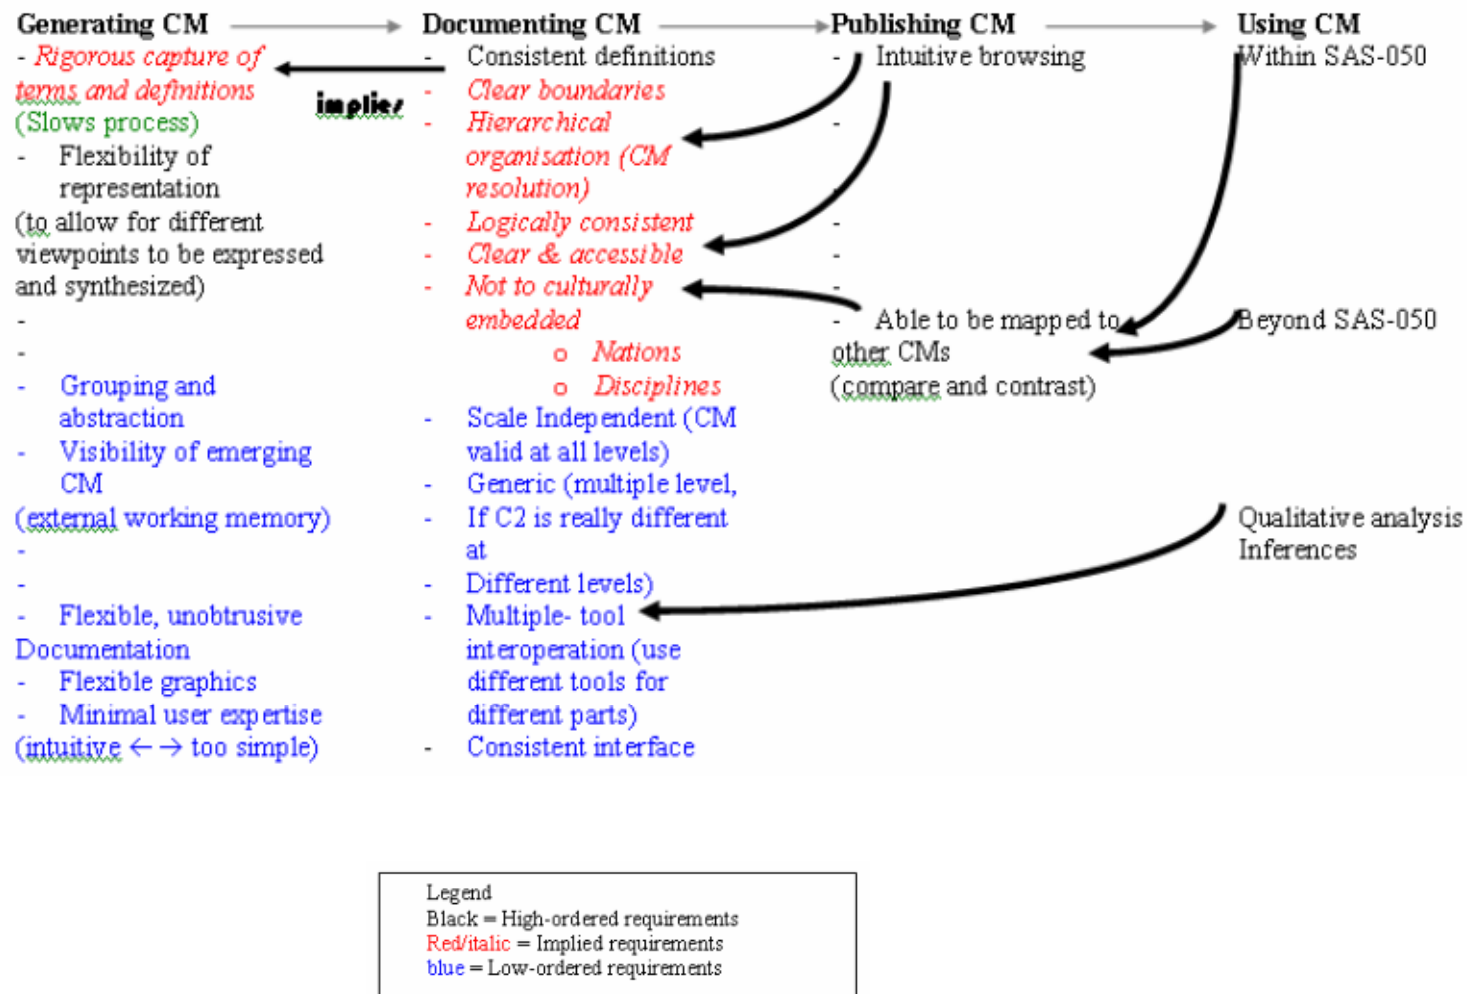 Generating CM
- Rigorous capture of
terms and definitions
(Slows process)
- Flexibility of
representation
(to allow for different
viewpoints to be expressed
and synthesized)
-
-
- Grouping and
abstraction
- Visibility of emerging
CM
(external working memory)
-
-
- Flexible, unobtrusive
Documentation
- Flexible graphics
- Minimal user expertise
(intuitive ← → too simple)
implies
Documenting CM
- Consistent definitions
- Clear boundaries
- Hierarchical
organisation (CM
resolution)
- Logically consistent
- Clear & accessible
- Not to culturally
embedded
o Nations
o Disciplines
- Scale Independent (CM
valid at all levels)
- Generic (multiple level,
- If C2 is really different
at
- Different levels)
- Multiple- tool
interoperation (use
different tools for
different parts)
- Consistent interface
Publishing CM
- Intuitive browsing
-
-
-
-
-
- Able to be mapped to
other CMs
(compare and contrast)
Using CM
Within SAS-050
Beyond SAS-050
Qualitative analysis
Inferences
Legend
Black = High-ordered requirements
Red/italic = Implied requirements
blue = Low-ordered requirements